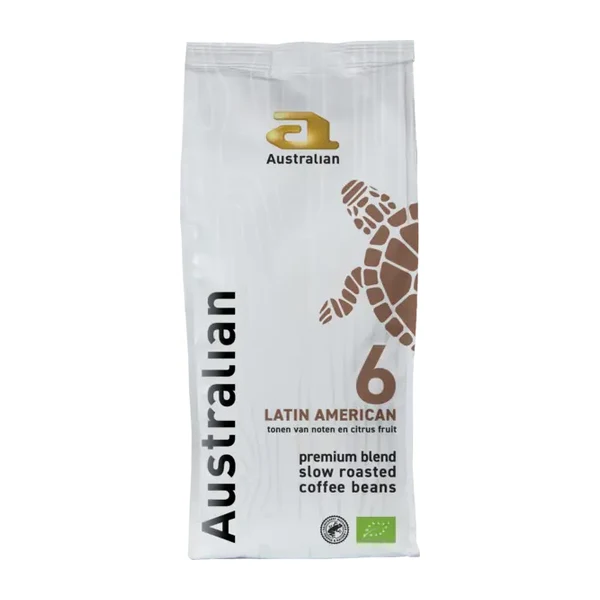 a
Australian
Australian
6
LATIN AMERICAN
tonen van noten en citrus fruit
premium blend
slow roasted
coffee beans